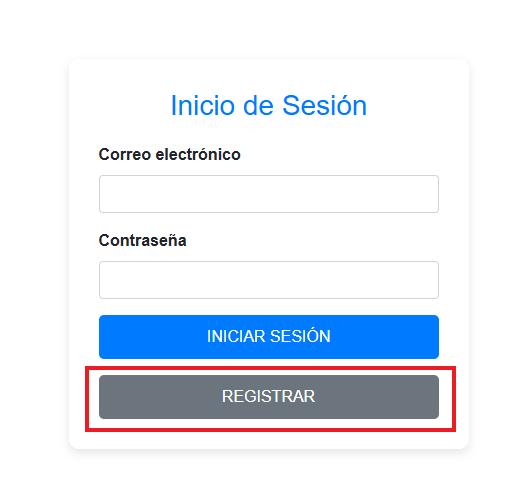 Inicio de Sesión
Correo electrónico
Contraseña
INICIAR SESIÓN
REGISTRAR